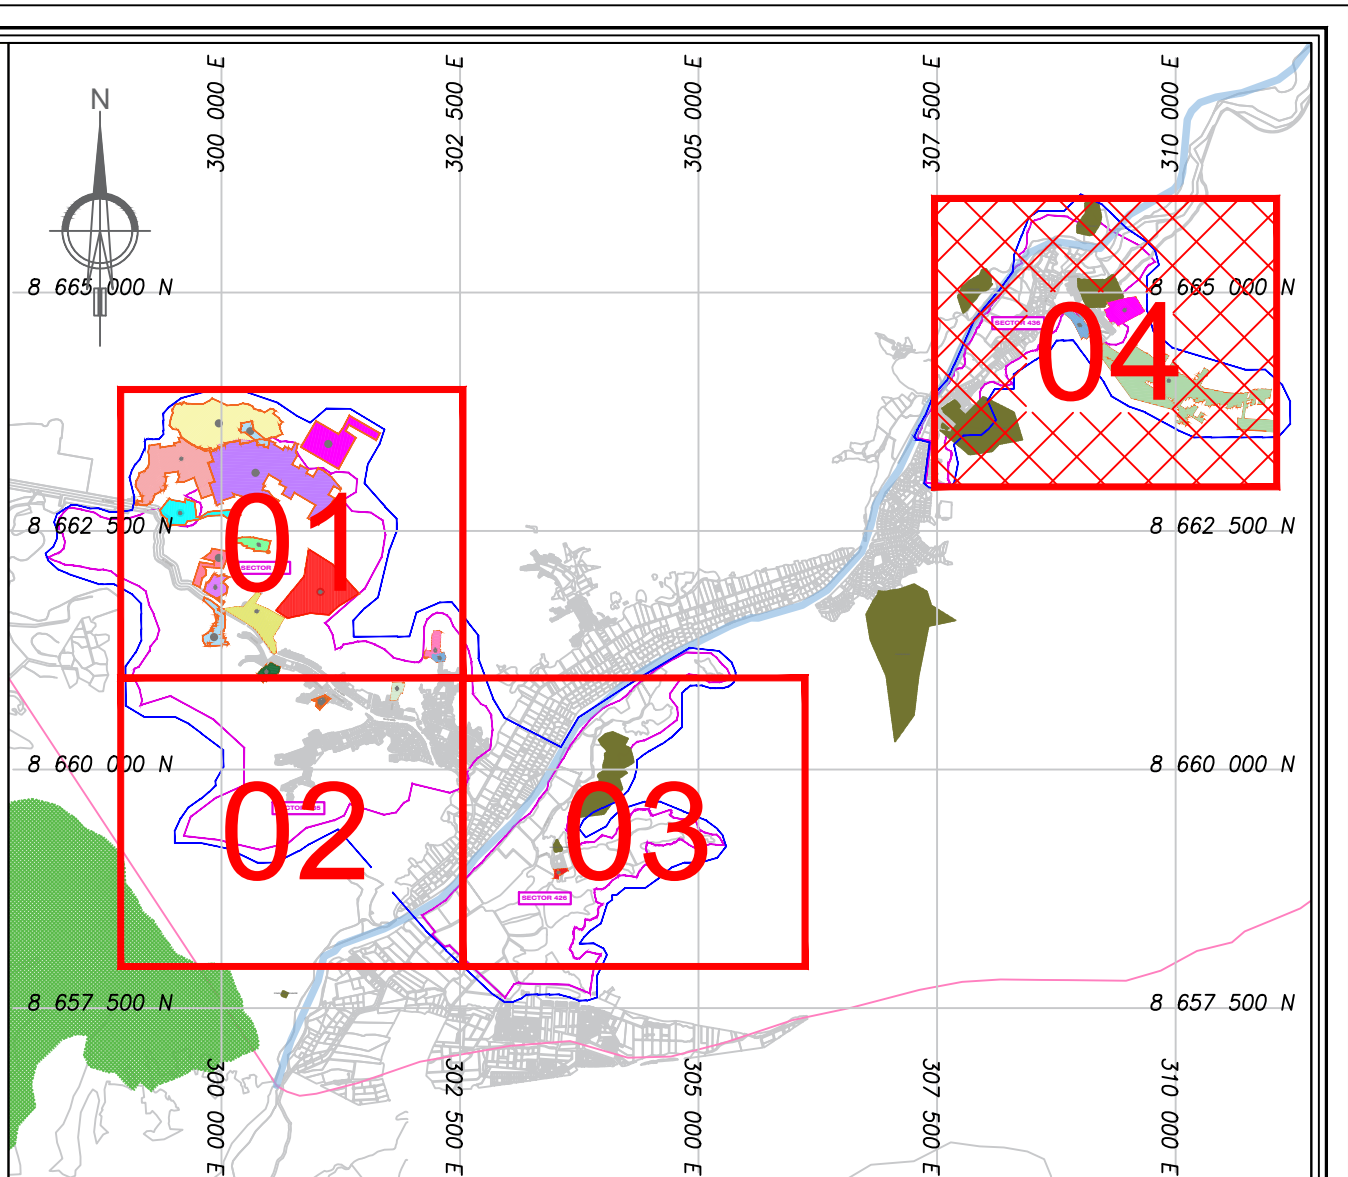 300 000 E
302 500 E
305 000 E
307 500 E
310 000 E
N
8 665 000 N
8 665 000 N
SECTOR 436
04
8 662 500 N
8 662 500 N
01
SECTOR
8 660 000 N
8 660 000 N
02
03
SECTOR 426
8 657 500 N
8 657 500 N
300 000 E
302 500 E
305 000 E
307 500 E
310 000 E